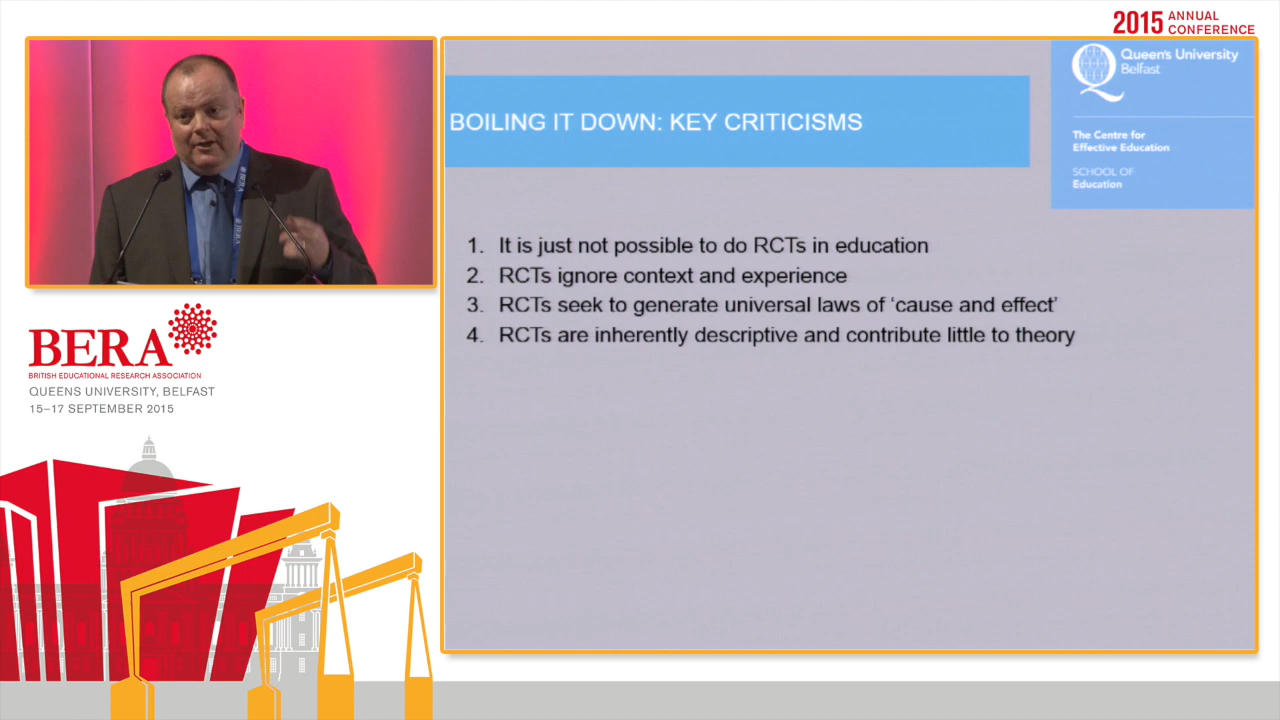 2015 ANNUAL
CONFERENCE
Queen's University
Belfast
The Centre for
Effective Education
SCHOOL OF
Education
BOILING IT DOWN: KEY CRITICISMS
1. It is just not possible to do RCTs in education
2. RCTs ignore context and experience
3. RCTs seek to generate universal laws of 'cause and effect'
4. RCTs are inherently descriptive and contribute little to theory
BERA
BERA
BRITISH EDUCATIONAL RESEARCH ASSOCIATION
QUEENS UNIVERSITY, BELFAST
15–17 SEPTEMBER 2015